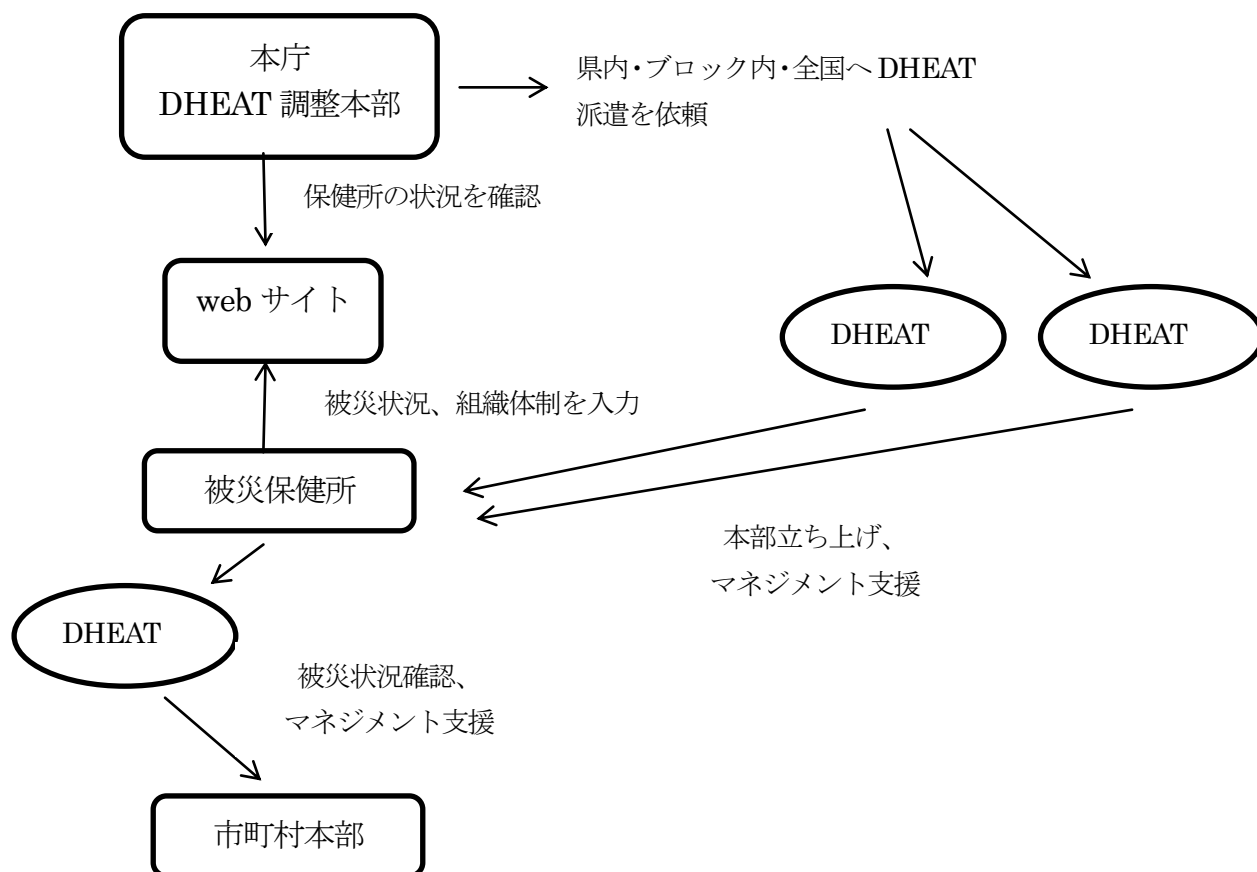 本庁
DHEAT 調整本部
県内・ブロック内・全国へ DHEAT
派遣を依頼
保健所の状況を確認
web サイト
DHEAT
DHEAT
被災状況、組織体制を入力
被災保健所
本部立ち上げ、
マネジメント支援
DHEAT
被災状況確認、
マネジメント支援
市町村本部